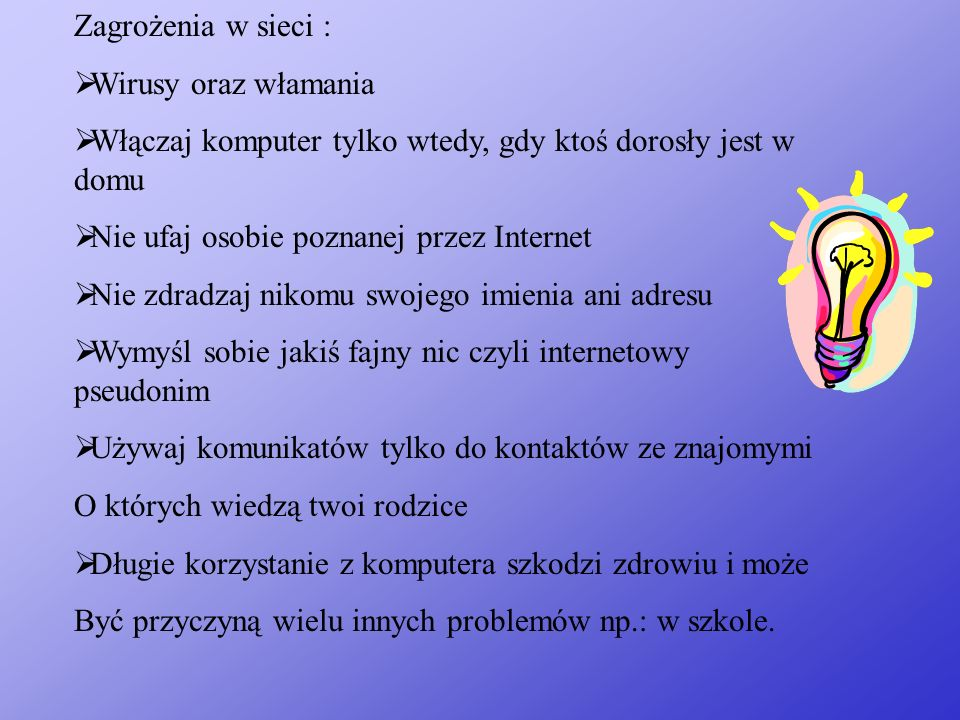 Zagrożenia w sieci :
➢Wirusy oraz włamania
➢Włączaj komputer tylko wtedy, gdy ktoś dorosły jest w
domu
➢Nie ufaj osobie poznanej przez Internet
➢Nie zdradzaj nikomu swojego imienia ani adresu
➢Wymyśl sobie jakiś fajny nic czyli internetowy
pseudonim
➢Używaj komunikatów tylko do kontaktów ze znajomymi
O których wiedzą twoi rodzice
➢Długie korzystanie z komputera szkodzi zdrowiu i może
Być przyczyną wielu innych problemów np.: w szkole.